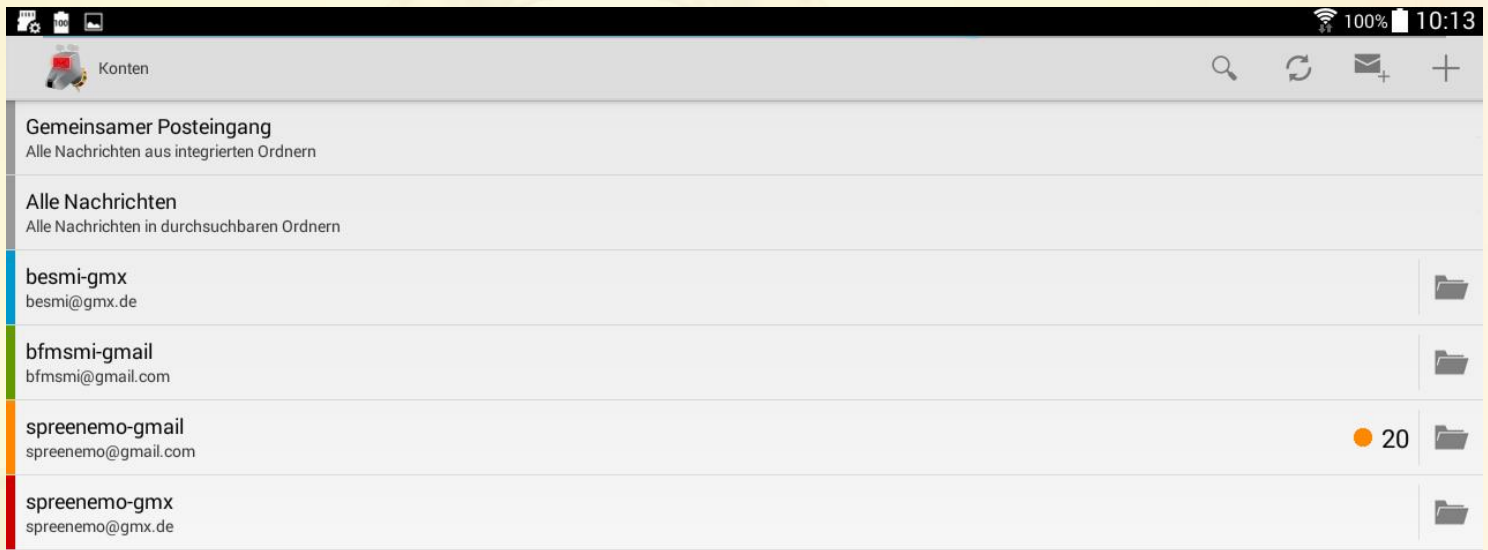 100 100% 10:13
Konten
Gemeinsamer Posteingang
Alle Nachrichten aus integrierten Ordnern
Alle Nachrichten
Alle Nachrichten in durchsuchbaren Ordnern
besmi-gmx
besmi@gmx.de
bfmsmi-gmail
bfmsmi@gmail.com
spreenemo-gmail
spreenemo@gmail.com
20
spreenemo-gmx
spreenemo@gmx.de